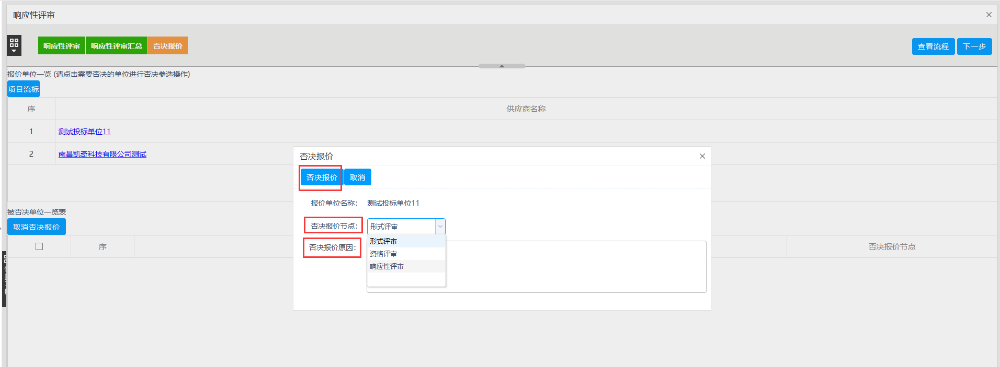 响应性评审
响应性评审 响应性评审汇总 否决报价 查看流程 下一步
报价单位一览 (请点击需要否决的单位进行否决参选操作)
项目流标
序 供应商名称
1 测试投标单位11
2 南昌凯奇科技有限公司测试
否决报价
否决报价 取消
报价单位名称： 测试投标单位11
否决报价节点： 形式评审
否决报价原因：
形式评审
资格评审
响应性评审
被否决单位一览表
取消否决报价
序 否决报价节点